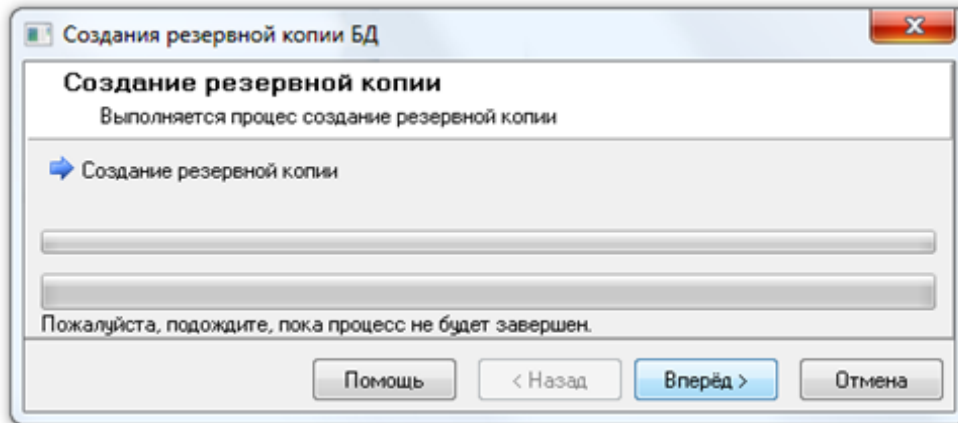 Создания резервной копии БД
Создание резервной копии
Выполняется процес создание резервной копии
Создание резервной копии
Пожалуйста, подождите, пока процесс не будет завершен.
Помощь < Назад Вперёд > Отмена